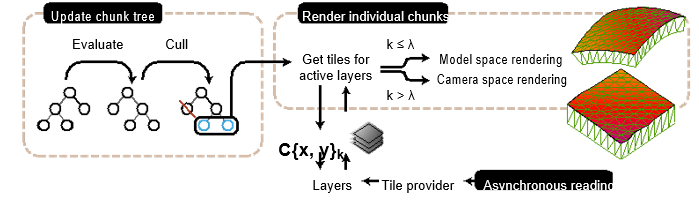 Update chunk tree
Render individual chunks
Evaluate
Cull
Get tiles for
active layers
k ≤ λ
Model space rendering
Camera space rendering
k > λ
C{x, y}k
Layers
Tile provider
Asynchronous reading